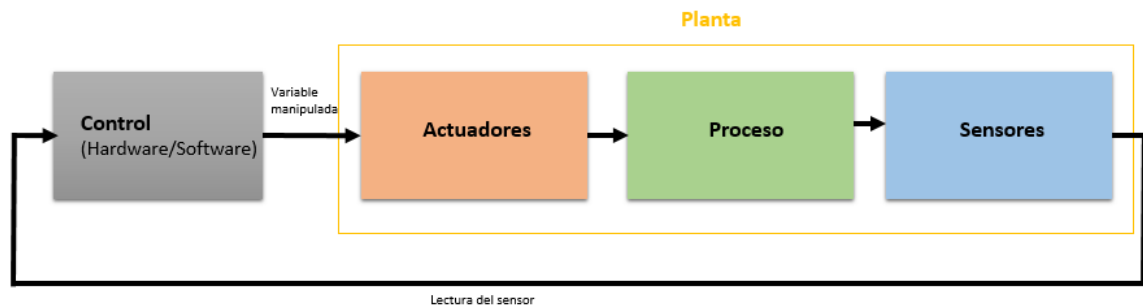 Planta
Variable
manipulada
Control
(Hardware/Software)
Actuadores
Proceso
Sensores
Lectura del sensor